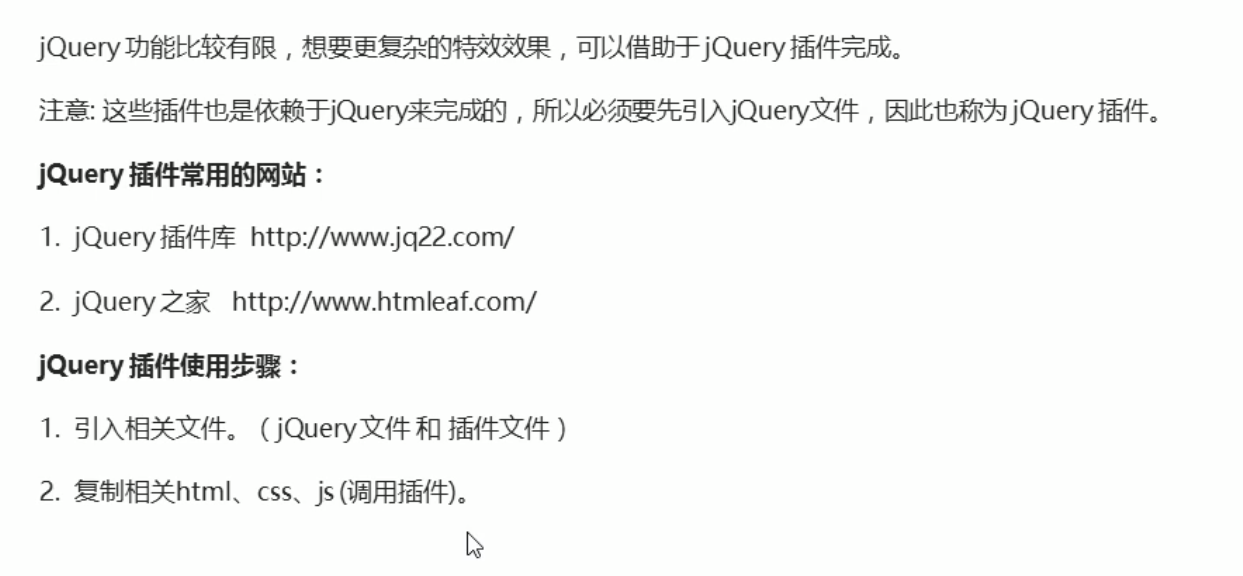 jQuery 功能比较有限，想要更复杂的特效效果，可以借助于 jQuery 插件完成。
注意: 这些插件也是依赖于jQuery来完成的，所以必须要先引入jQuery文件，因此也称为 jQuery 插件。
jQuery 插件常用的网站：
1. jQuery 插件库 http://www.jq22.com/
2. jQuery 之家 http://www.htmleaf.com/
jQuery 插件使用步骤：
1. 引入相关文件。（jQuery 文件 和 插件文件）
2. 复制相关html、css、js (调用插件)。